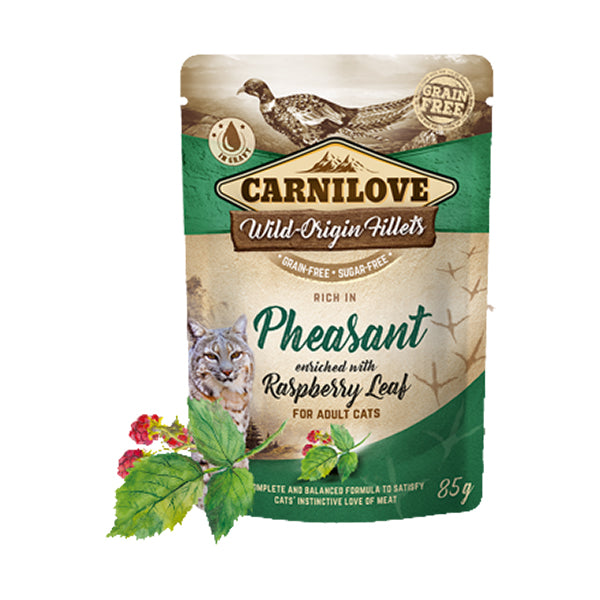 GRAIN
FREE
IN GRAVY
CARNILOVE
Wild-Origin Fillets
• GRAIN-FREE • SUGAR-FREE •
RICH IN
Pheasant
enriched with
Raspberry Leaf
FOR ADULT CATS
OMPLETE AND BALANCED FORMULA TO SATISFY
CATS' INSTINCTIVE LOVE OF MEAT
85g